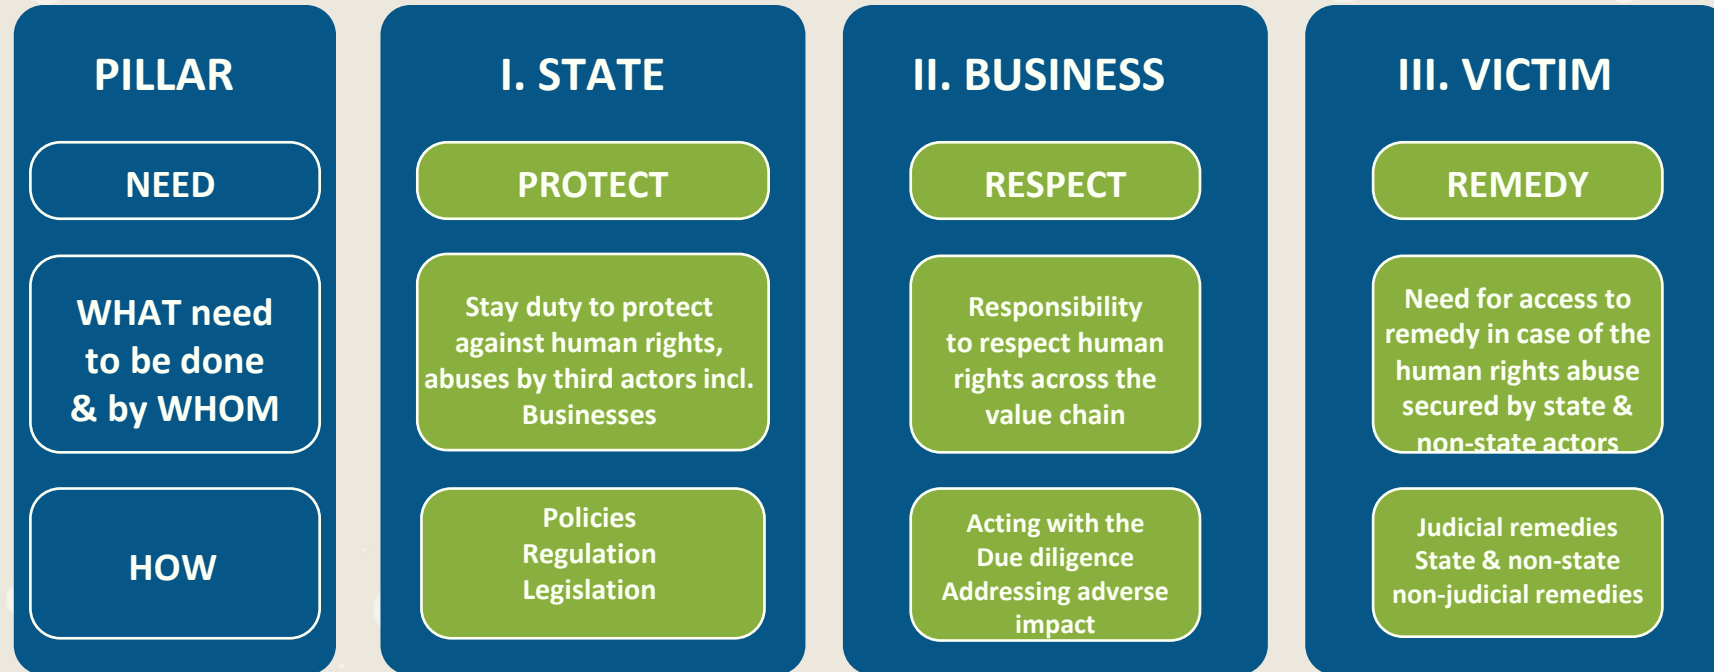 PILLAR
NEED
WHAT need
to be done
& by WHOM
HOW
I. STATE
PROTECT
Stay duty to protect
against human rights,
abuses by third actors incl.
Businesses
Policies
Regulation
Legislation
II. BUSINESS
RESPECT
Responsibility
to respect human
rights across the
value chain
Acting with the
Due diligence
Addressing adverse
impact
III. VICTIM
REMEDY
Need for access to
remedy in case of the
human rights abuse
secured by state &
non-state actors
Judicial remedies
State & non-state
non-judicial remedies